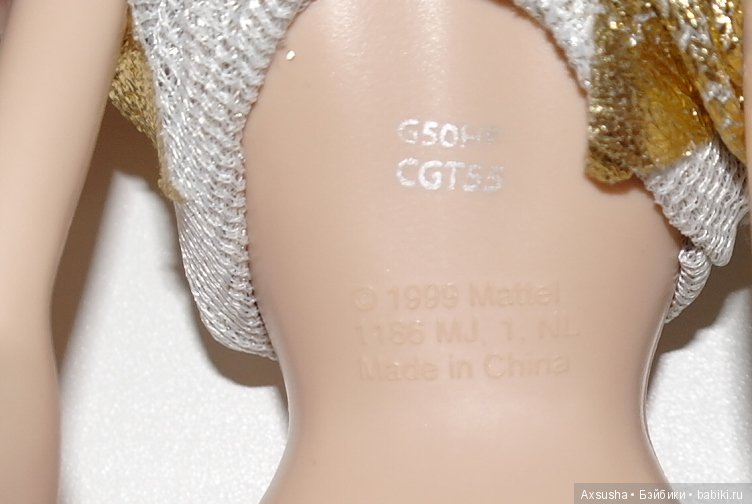 CGT55
© 1999 Mattel
1186 MJ, 1, NL
Made in China
Axsusha • Бэйбики • babiki.ru